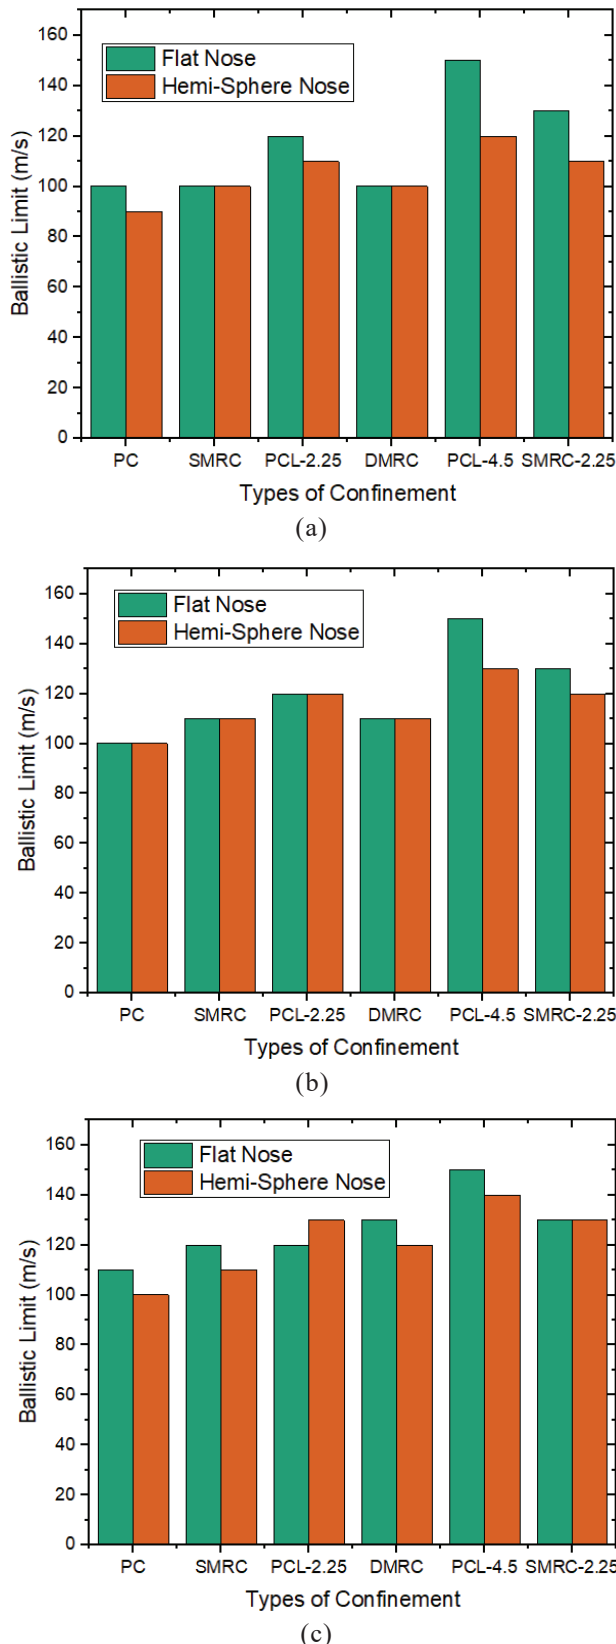 160
140
120
100
80
60
40
20
0
Ballistic Limit (m/s)
Flat Nose
Hemi-Sphere Nose
PC SMRC PCL-2.25 DMRC PCL-4.5 SMRC-2.25
Types of Confinement
(a)
160
140
120
100
80
60
40
20
0
Ballistic Limit (m/s)
Flat Nose
Hemi-Sphere Nose
PC SMRC PCL-2.25 DMRC PCL-4.5 SMRC-2.25
Types of Confinement
(b)
160
140
120
100
80
60
40
20
0
Ballistic Limit (m/s)
Flat Nose
Hemi-Sphere Nose
PC SMRC PCL-2.25 DMRC PCL-4.5 SMRC-2.25
Types of Confinement
(c)